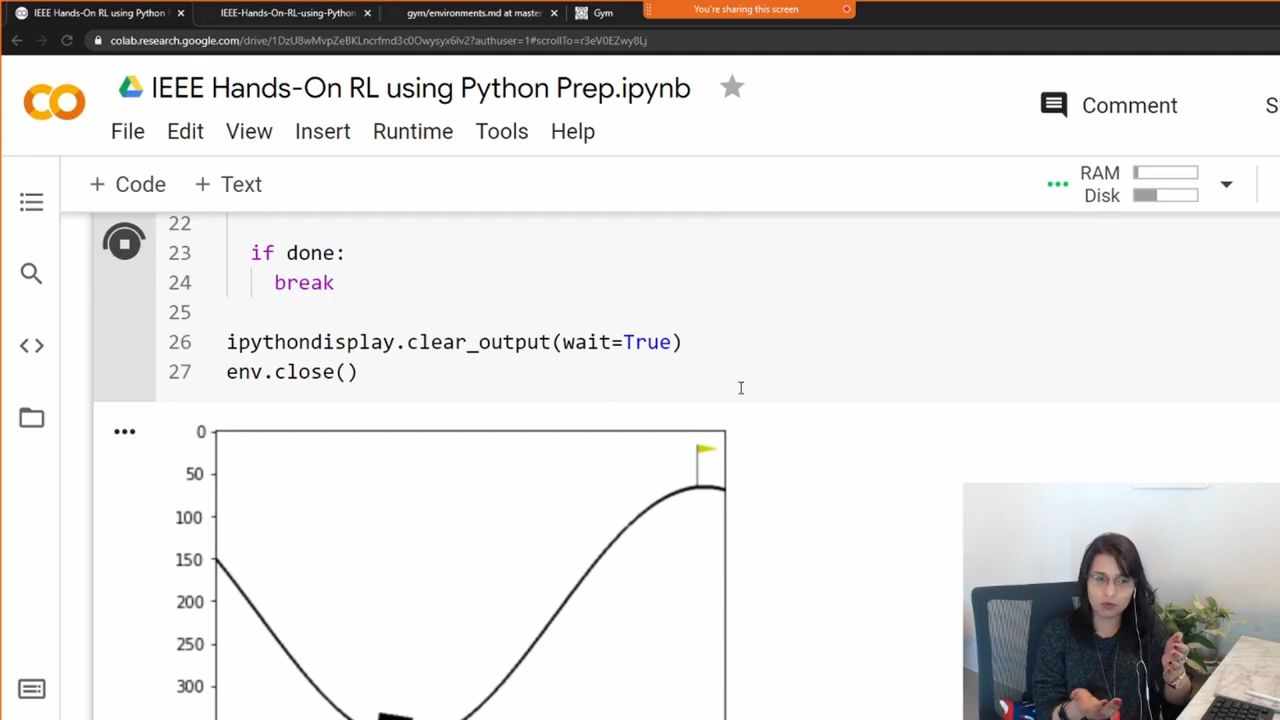 IEEE Hands-On RL using Python
IEEE-Hands-On-RL-using-Python-
gym/environments.md at master
Gym
You're sharing this screen
colab.research.google.com/drive/1DzU8wMvpZeBKLncrfmd3c0Owysyx6lv2?authuser=1#scrollTo=r3eV0EZwy8Lj
IEEE Hands-On RL using Python Prep.ipynb
Comment
S
File Edit View Insert Runtime Tools Help
+ Code + Text
RAM
Disk
22
23 if done:
24 break
25
26 ipythondisplay.clear_output(wait=True)
27 env.close()
0
50
100
150
200
250
300